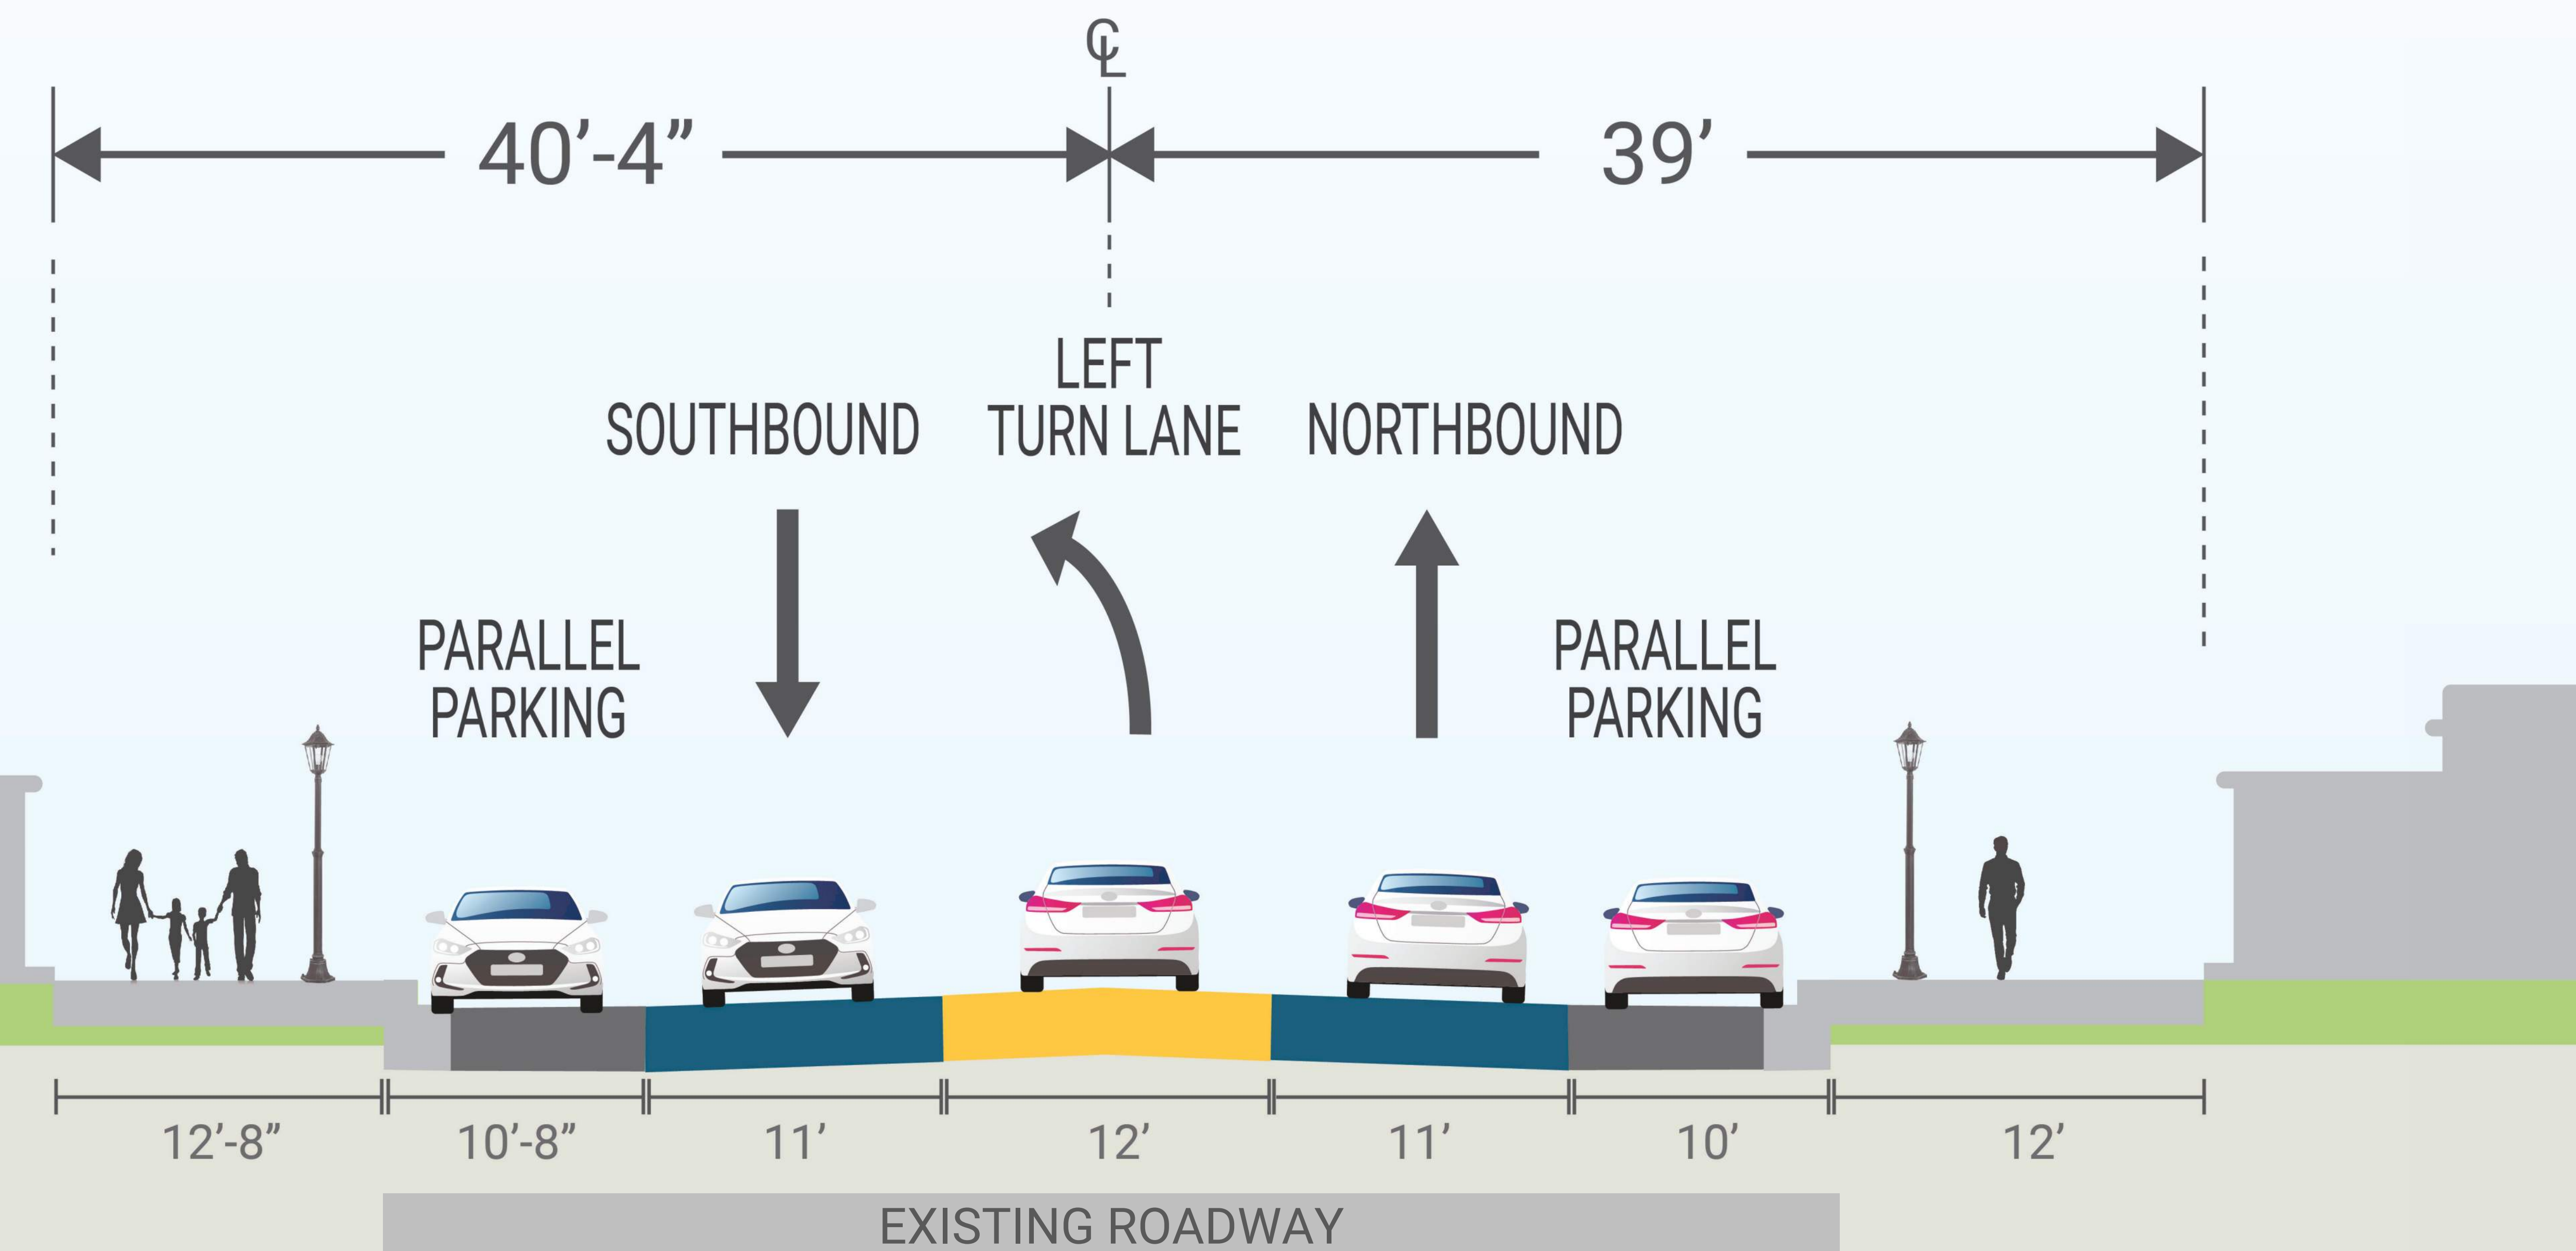 ℄
40’-4” 39’
LEFT
SOUTHBOUND TURN LANE NORTHBOUND
PARALLEL PARALLEL
PARKING PARKING
12’-8” 10’-8” 11’ 12’ 11’ 10’ 12’
EXISTING ROADWAY